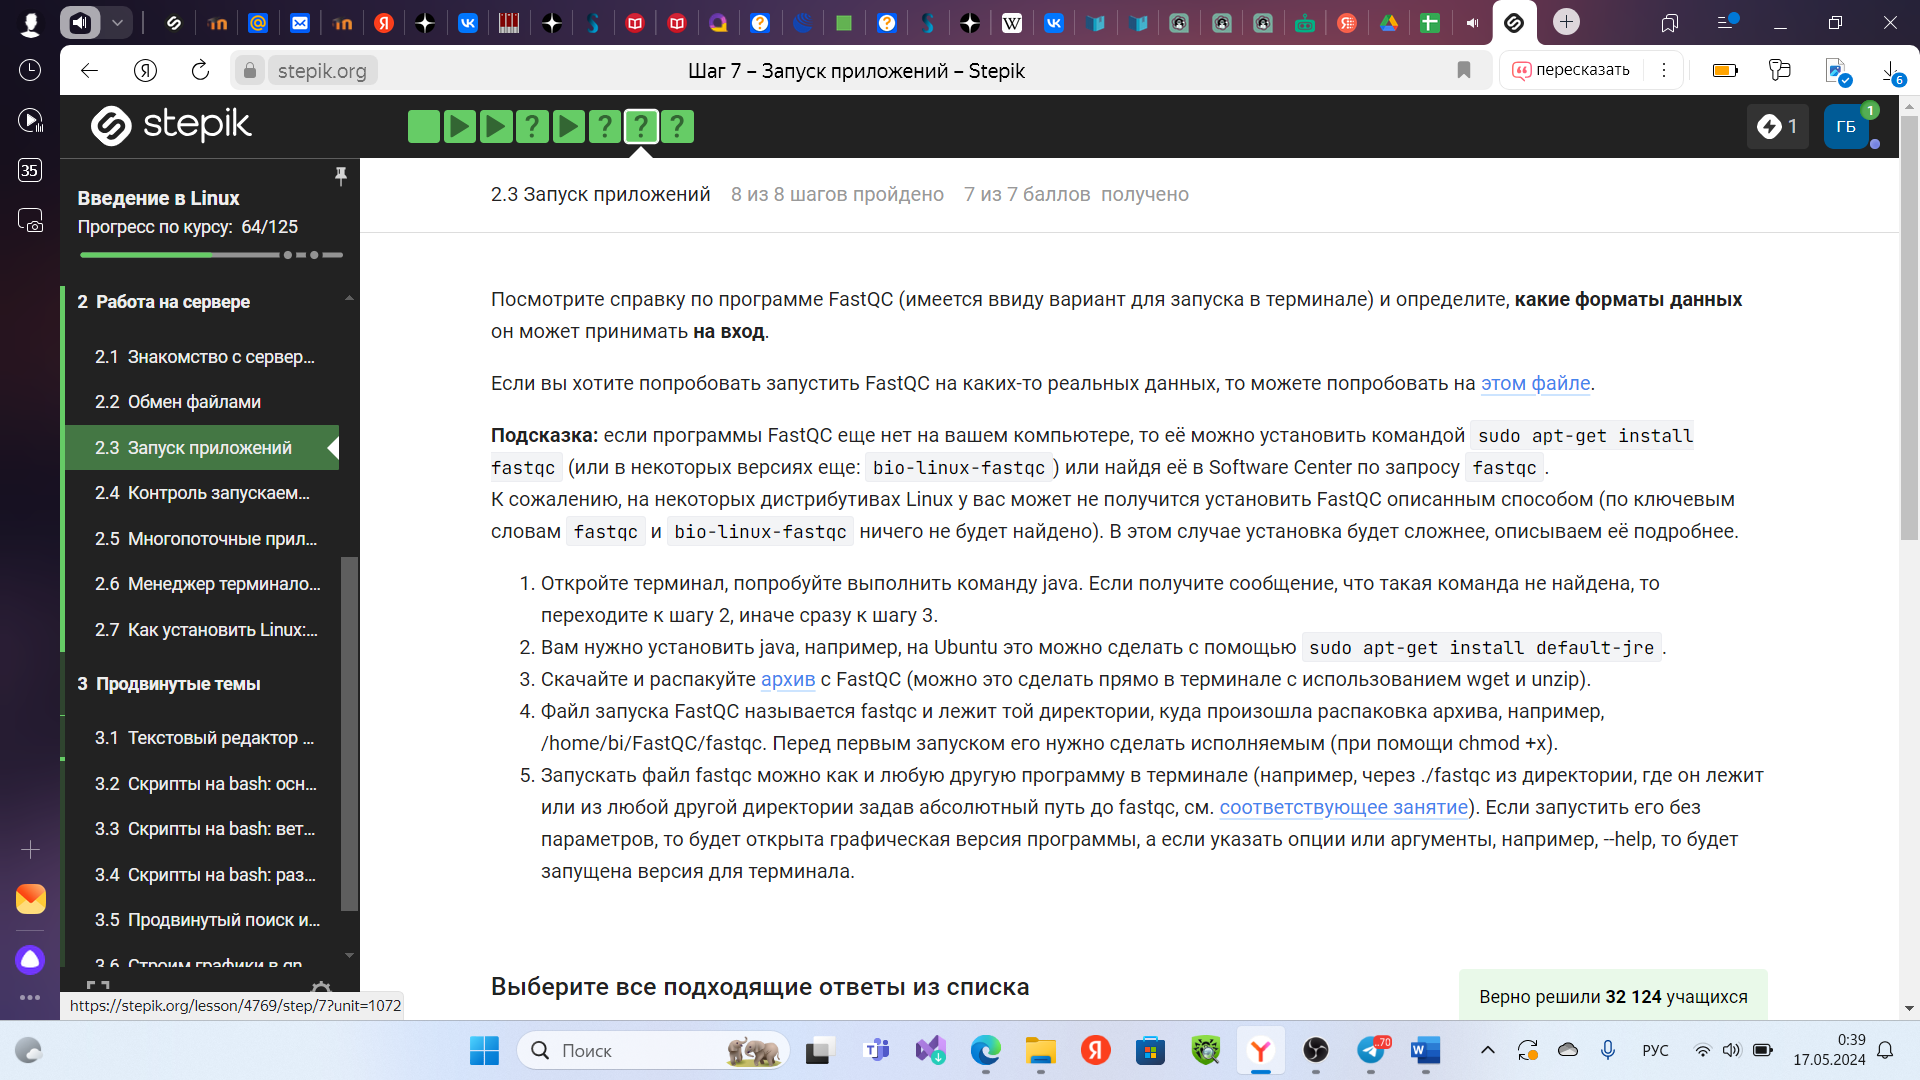 stepik.org
Шаг 7 – Запуск приложений – Stepik
пересказать
6
35
stepik
1
ГБ
1
Введение в Linux
Прогресс по курсу: 64/125
2 Работа на сервере
2.1 Знакомство с сервер...
2.2 Обмен файлами
2.3 Запуск приложений
2.4 Контроль запускаем...
2.5 Многопоточные прил...
2.6 Менеджер терминало...
2.7 Как установить Linux:...
3 Продвинутые темы
3.1 Текстовый редактор ...
3.2 Скрипты на bash: осн...
3.3 Скрипты на bash: вет...
3.4 Скрипты на bash: раз...
3.5 Продвинутый поиск и...
3.6 Строим графики в gn...
https://stepik.org/lesson/4769/step/7?unit=1072
2.3 Запуск приложений 8 из 8 шагов пройдено 7 из 7 баллов получено
Посмотрите справку по программе FastQC (имеется ввиду вариант для запуска в терминале) и определите, какие форматы данных
он может принимать на вход.
Если вы хотите попробовать запустить FastQC на каких-то реальных данных, то можете попробовать на этом файле.
Подсказка: если программы FastQC еще нет на вашем компьютере, то её можно установить командой sudo apt-get install
fastqc (или в некоторых версиях еще: bio-linux-fastqc) или найдя её в Software Center по запросу fastqc.
К сожалению, на некоторых дистрибутивах Linux у вас может не получится установить FastQC описанным способом (по ключевым
словам fastqc и bio-linux-fastqc ничего не будет найдено). В этом случае установка будет сложнее, описываем её подробнее.
1. Откройте терминал, попробуйте выполнить команду java. Если получите сообщение, что такая команда не найдена, то
переходите к шагу 2, иначе сразу к шагу 3.
2. Вам нужно установить java, например, на Ubuntu это можно сделать с помощью sudo apt-get install default-jre.
3. Скачайте и распакуйте архив с FastQC (можно это сделать прямо в терминале с использованием wget и unzip).
4. Файл запуска FastQC называется fastqc и лежит той директории, куда произошла распаковка архива, например,
/home/bi/FastQC/fastqc. Перед первым запуском его нужно сделать исполняемым (при помощи chmod +x).
5. Запускать файл fastqc можно как и любую другую программу в терминале (например, через ./fastqc из директории, где он лежит
или из любой другой директории задав абсолютный путь до fastqc, см. соответствующее занятие). Если запустить его без
параметров, то будет открыта графическая версия программы, а если указать опции или аргументы, например, --help, то будет
запущена версия для терминала.
Выберите все подходящие ответы из списка
Верно решили 32 124 учащихся
Поиск
..70
РУС
0:39
17.05.2024